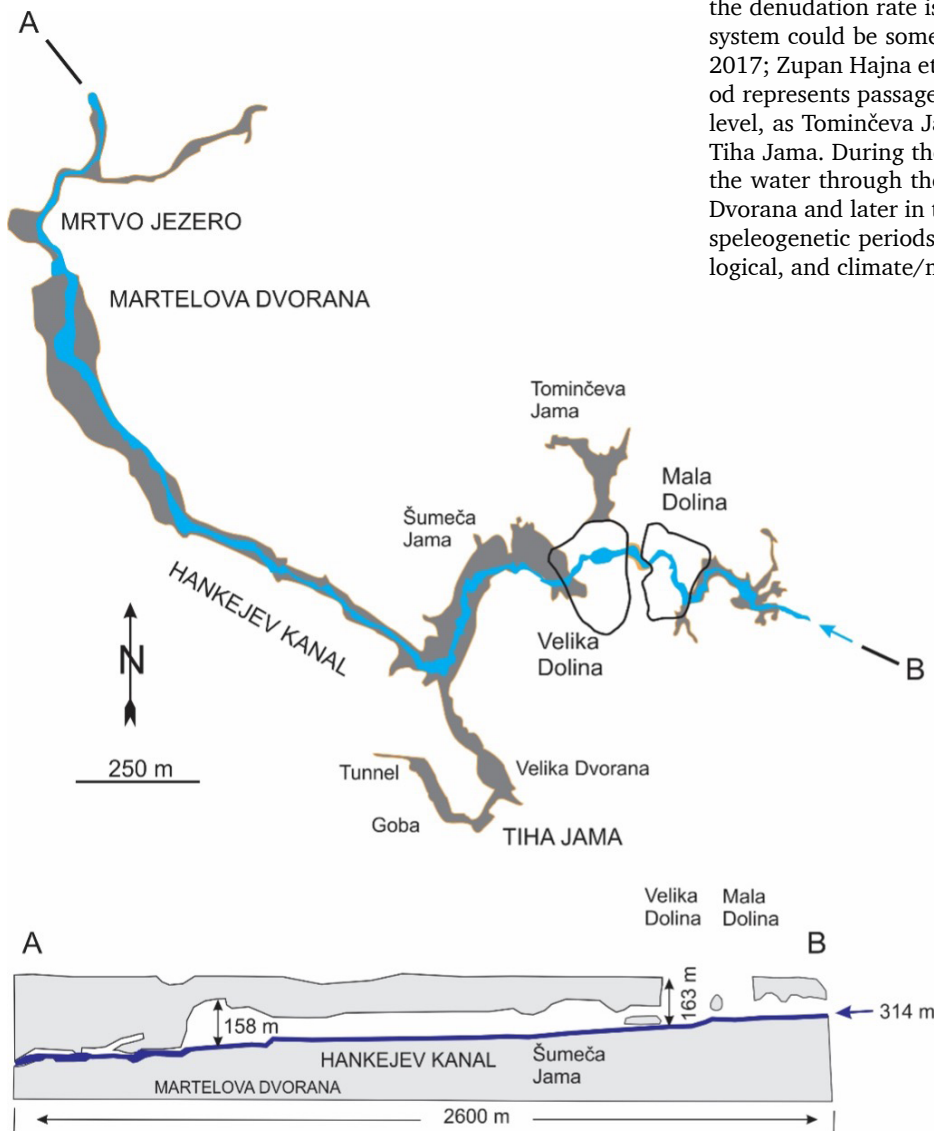 the denudation rate is
system could be some
2017; Zupan Hajna et
od represents passage
level, as Tominčeva Ja
Tiha Jama. During the
the water through the
Dvorana and later in t
speleogenetic periods
logical, and climate/n
A
MRTVO JEZERO
MARTELOVA DVORANA
Tominčeva
Jama
Mala
Dolina
Šumeča
Jama
HANKEJEV KANAL
Velika
Dolina
B
N
250 m
Tunnel
Velika Dvorana
Goba
TIHA JAMA
Velika
Dolina
Mala
Dolina
A
B
163 m
158 m
314 m
HANKEJEV KANAL
Šumeča
Jama
MARTELOVA DVORANA
2600 m